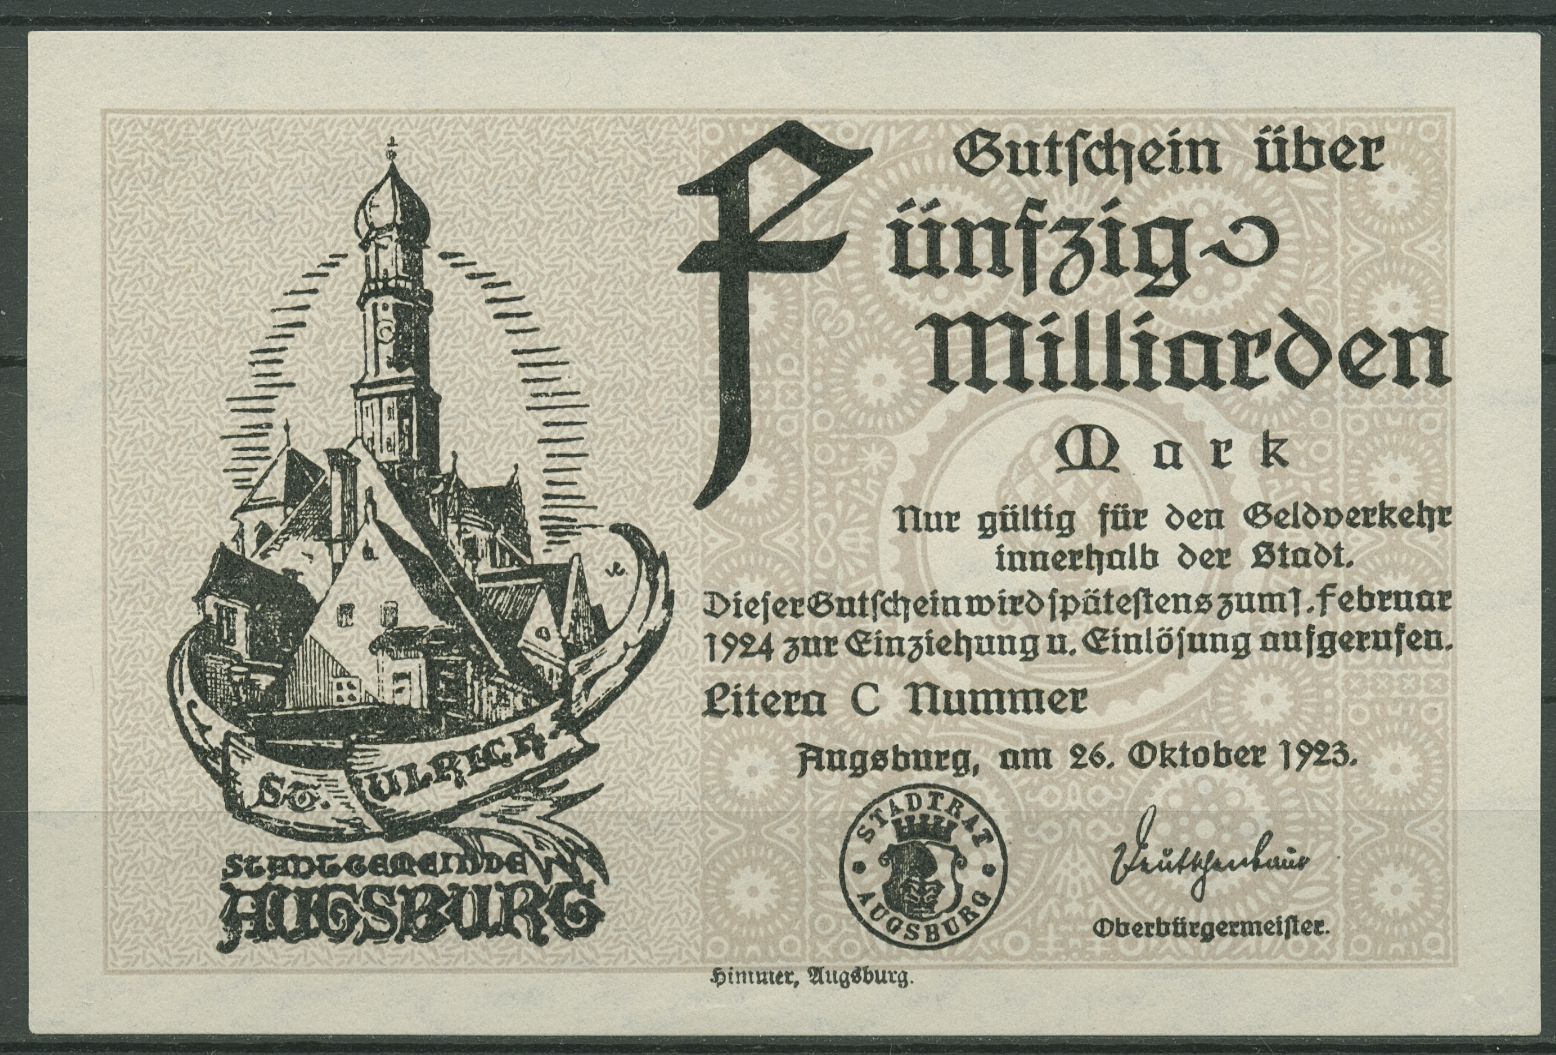 Gutschein über
Fünfzig
Milliarden
Mark
Nur gültig für den Geldverkehr
innerhalb der Stadt.
Dieser Gutschein wird spätestens zum 1. Februar
1924 zur Einziehung u. Einlösung aufgerufen.
Litera C Nummer
Augsburg, am 26. Oktober 1923.
STADTRAT AUGSBURG
Deutschenbaur
Oberbürgermeister.
ST. ULRICH
STADTGEMEINDE
AUGSBURG
Himmer, Augsburg.